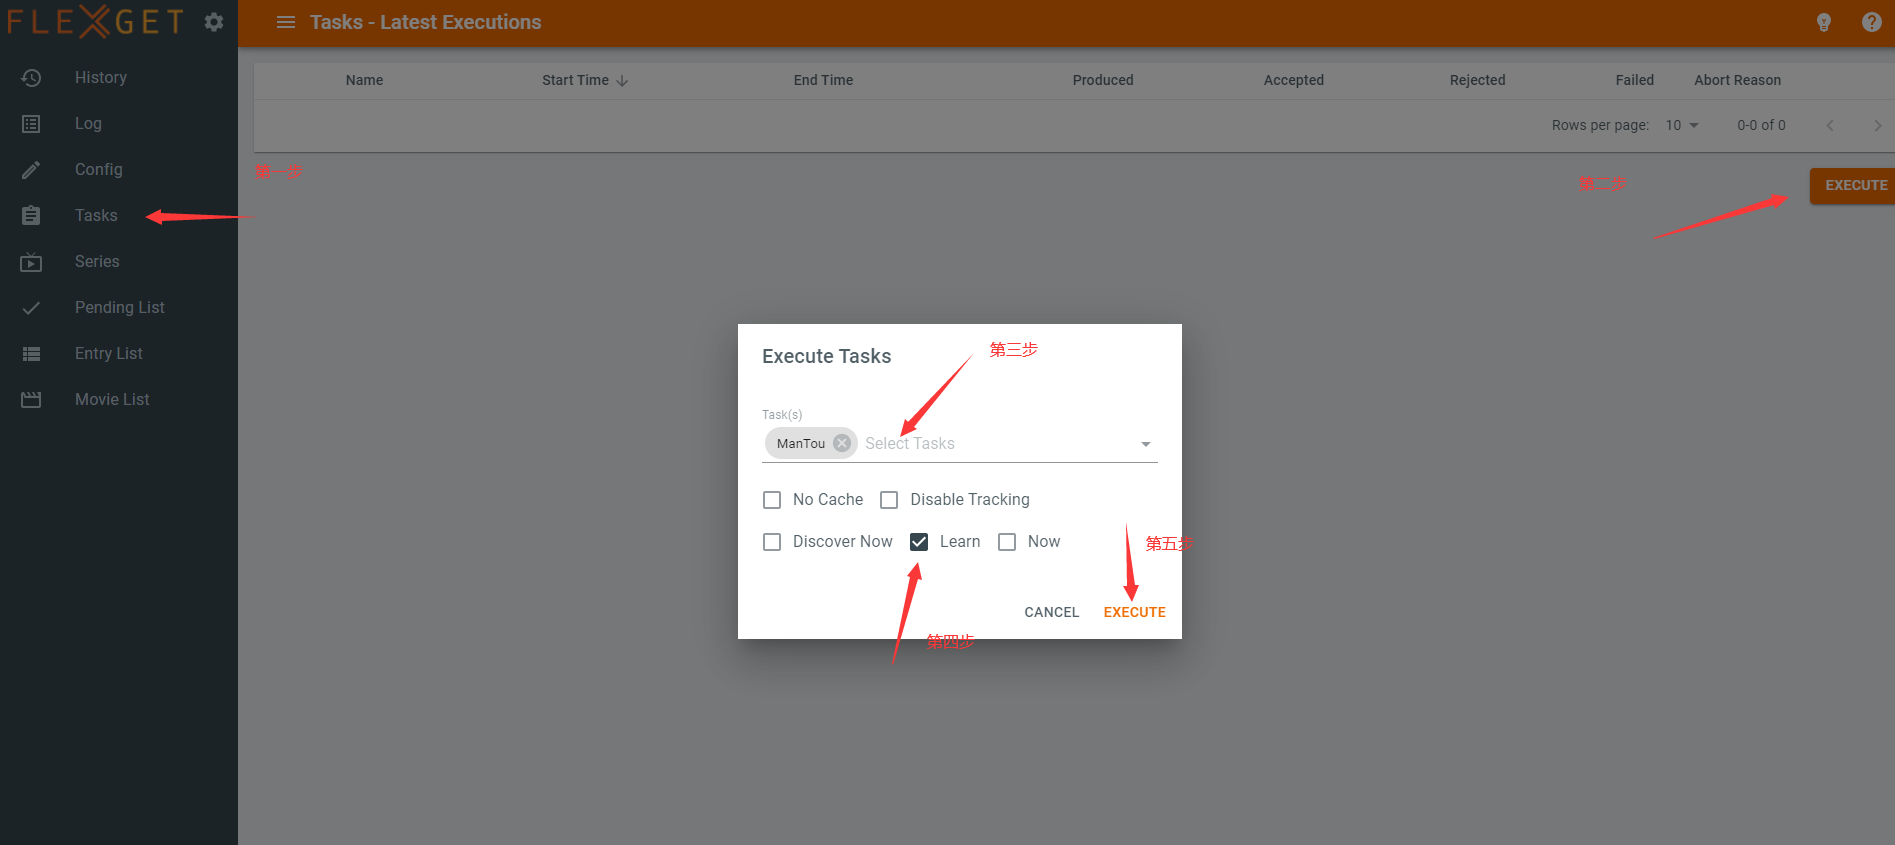 FLEXGET
Tasks - Latest Executions
History
Log
Config
Tasks
Series
Pending List
Entry List
Movie List
Name Start Time End Time Produced Accepted Rejected Failed Abort Reason
Rows per page: 10 0-0 of 0
第一步
第二步
EXECUTE
Execute Tasks
第三步
Task(s)
ManTou Select Tasks
No Cache Disable Tracking
Discover Now Learn Now
第五步
CANCEL EXECUTE
第四步